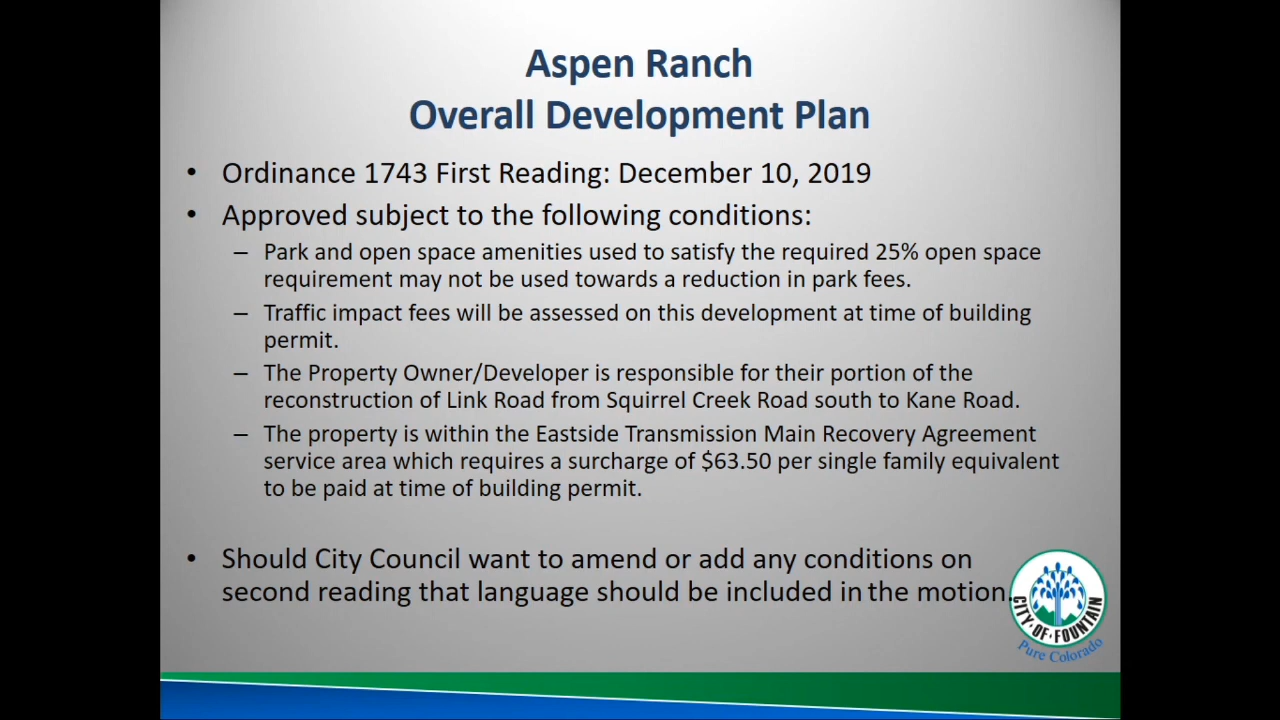 Aspen Ranch
Overall Development Plan
• Ordinance 1743 First Reading: December 10, 2019
• Approved subject to the following conditions:
– Park and open space amenities used to satisfy the required 25% open space
requirement may not be used towards a reduction in park fees.
– Traffic impact fees will be assessed on this development at time of building
permit.
– The Property Owner/Developer is responsible for their portion of the
reconstruction of Link Road from Squirrel Creek Road south to Kane Road.
– The property is within the Eastside Transmission Main Recovery Agreement
service area which requires a surcharge of $63.50 per single family equivalent
to be paid at time of building permit.
• Should City Council want to amend or add any conditions on
second reading that language should be included in the motion.
CITY·OF·FOUNTAIN
Pure Colorado